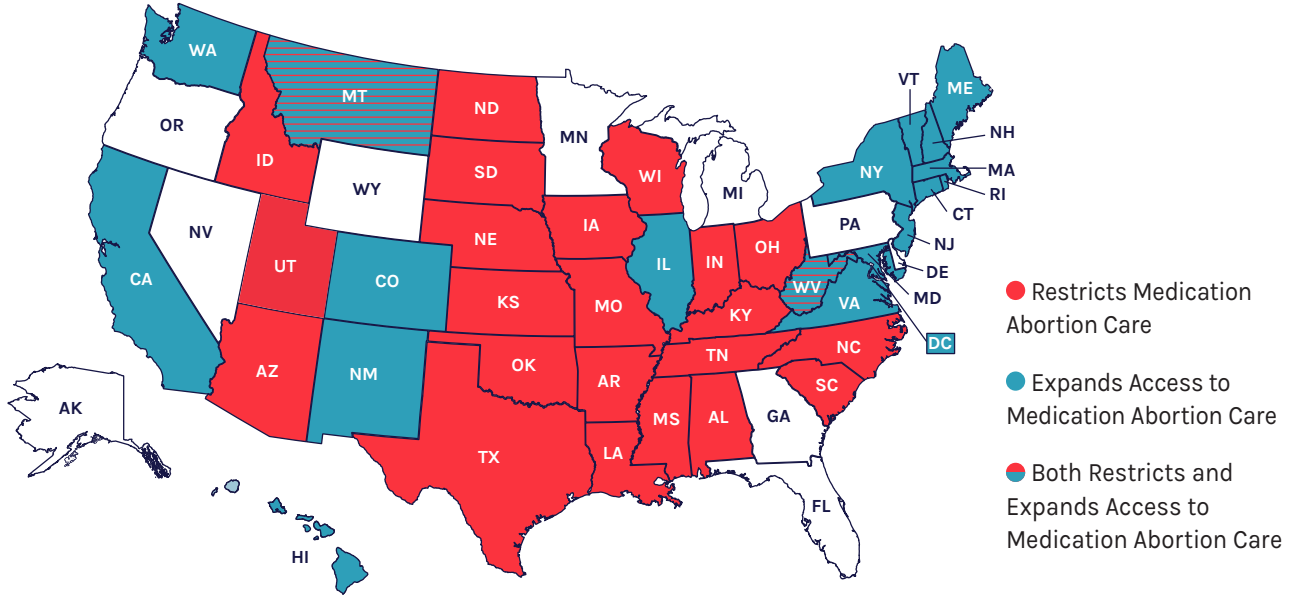 WA
MT
ND
MN
VT
ME
OR
ID
SD
WI
MI
NH
MA
RI
CT
NY
WY
NV
UT
CO
NE
IA
IL
IN
OH
PA
NJ
DE
MD
DC
CA
KS
MO
KY
WV
VA
AZ
NM
OK
AR
TN
NC
SC
AK
TX
LA
MS
AL
GA
FL
HI
Restricts Medication
Abortion Care
Expands Access to
Medication Abortion Care
Both Restricts and
Expands Access to
Medication Abortion Care